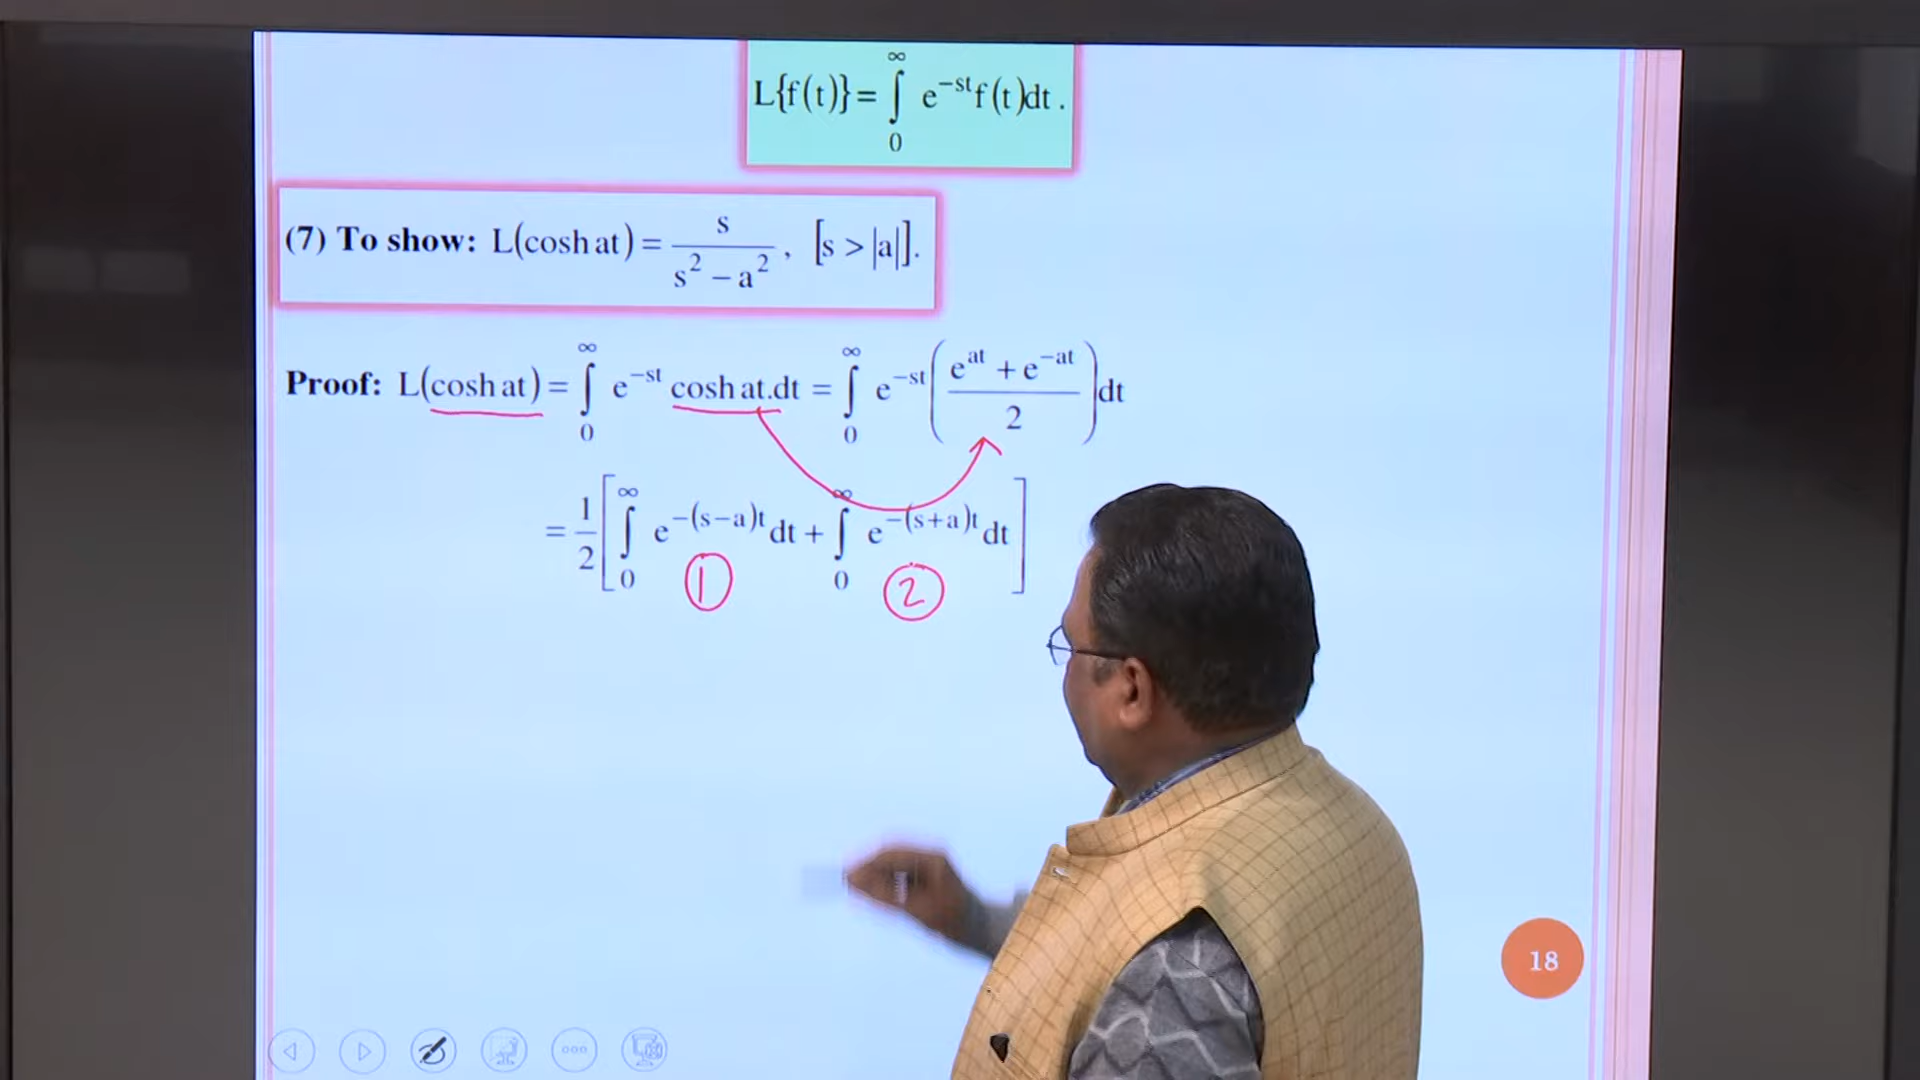 L{f(t)} = ∫₀^∞ e^{−st} f(t)dt .
(7) To show: L(cosh at) = s / (s² − a²) , [s > |a|].
Proof: L(cosh at) = ∫₀^∞ e^{−st} cosh at.dt = ∫₀^∞ e^{−st} ((e^{at} + e^{−at}) / 2) dt
= 1/2 [∫₀^∞ e^{−(s−a)t} dt + ∫₀^∞ e^{−(s+a)t} dt]
① ②
18